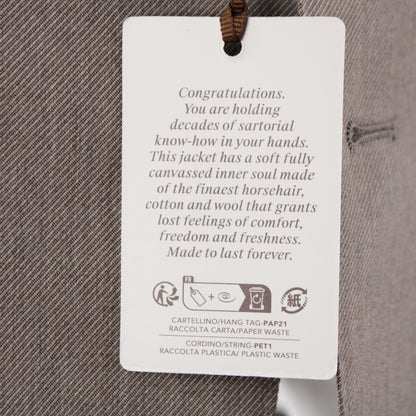 Congratulations.
You are holding
decades of sartorial
know-how in your hands.
This jacket has a soft fully
canvassed inner soul made
of the finaest horsehair,
cotton and wool that grants
lost feelings of comfort,
freedom and freshness.
Made to last forever.
FR
+
紙
CARTELLINO/HANG TAG-PAP21
RACCOLTA CARTA/PAPER WASTE
CORDINO/STRING-PET1
RACCOLTA PLASTICA/ PLASTIC WASTE